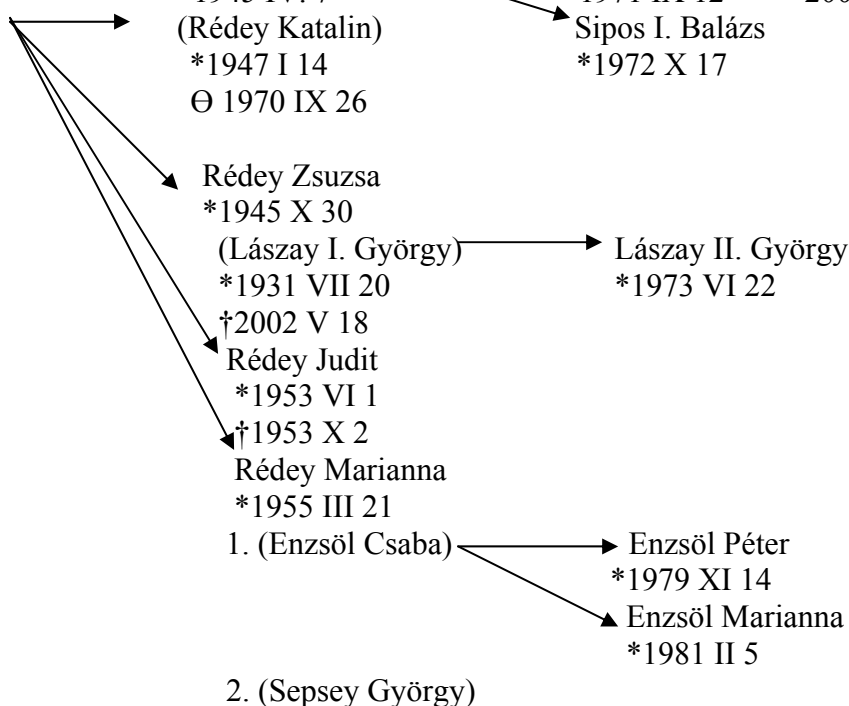 (Rédey Katalin)
*1947 I 14
Ɵ 1970 IX 26
Sipos I. Balázs
*1972 X 17
Rédey Zsuzsa
*1945 X 30
(Lászay I. György)
*1931 VII 20
†2002 V 18
Lászay II. György
*1973 VI 22
Rédey Judit
*1953 VI 1
†1953 X 2
Rédey Marianna
*1955 III 21
1. (Enzsöl Csaba)
Enzsöl Péter
*1979 XI 14
Enzsöl Marianna
*1981 II 5
2. (Sepsey György)